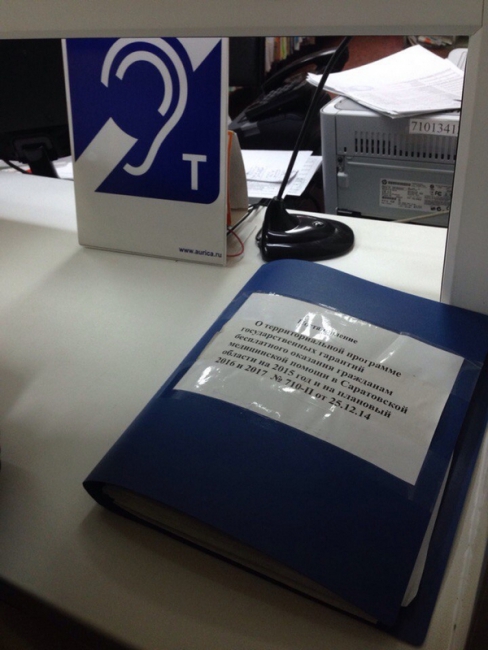 T
www.aurica.ru
7101341
Постановление
О территориальной программе
государственных гарантий
бесплатного оказания гражданам
медицинской помощи в Саратовской
области на 2015 год и на плановый
2016 и 2017 № 710-П от 25.12.14